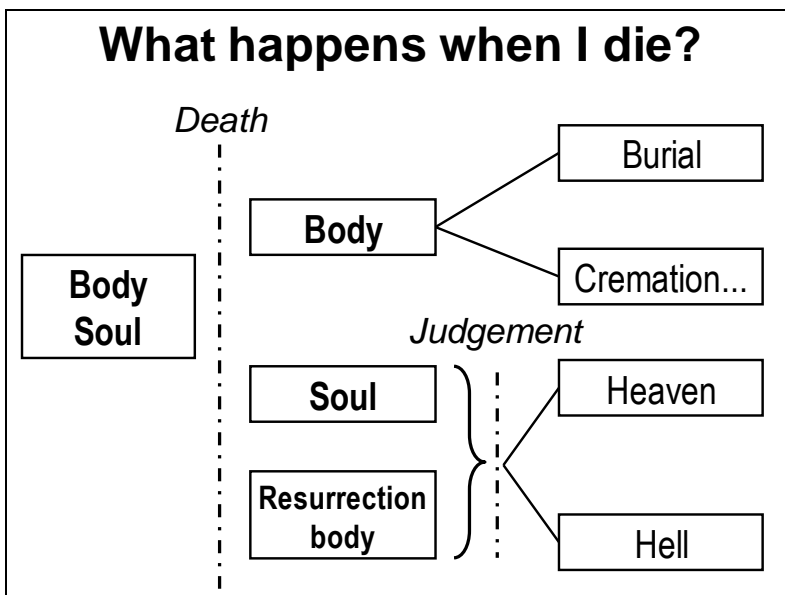 What happens when I die?
Death
Burial
Body
Body
Soul
Cremation...
Judgement
Soul
Heaven
Resurrection
body
Hell